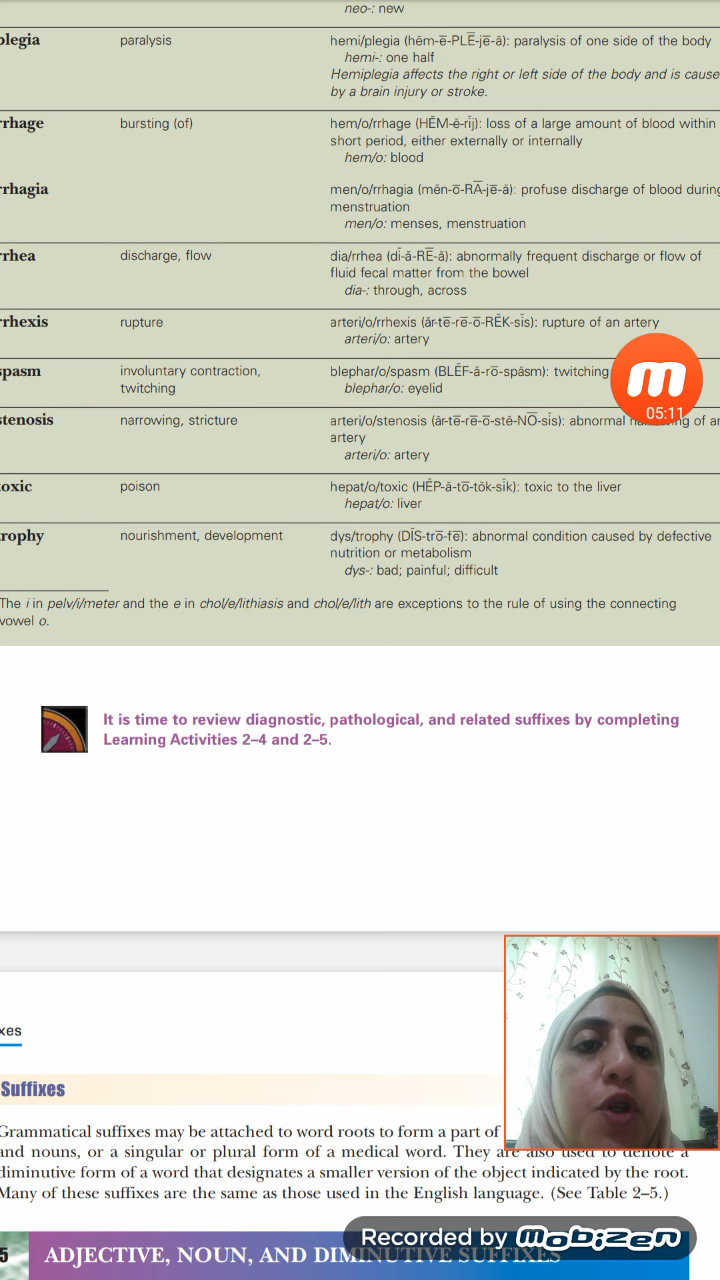 neo-: new
plegia paralysis hemi/plegia (hĕm-ē-PLĒ-jē-ă): paralysis of one side of the body
hemi-: one half
Hemiplegia affects the right or left side of the body and is cause
by a brain injury or stroke.
rrhage bursting (of) hem/o/rrhage (HĔM-ĕ-rĭj): loss of a large amount of blood within
short period, either externally or internally
hem/o: blood
rrhagia men/o/rrhagia (mĕn-ō-RĀ-jē-ă): profuse discharge of blood during
menstruation
men/o: menses, menstruation
rrhea discharge, flow dia/rrhea (dī-ă-RĒ-ă): abnormally frequent discharge or flow of
fluid fecal matter from the bowel
dia-: through, across
rrhexis rupture arteri/o/rrhexis (ăr-tē-rē-ō-RĔK-sĭs): rupture of an artery
arteri/o: artery
spasm involuntary contraction, blephar/o/spasm (BLĔF-ă-rō-spăsm): twitching
twitching blephar/o: eyelid
stenosis narrowing, stricture arteri/o/stenosis (ăr-tē-rē-ō-stĕ-NŌ-sĭs): abnormal of an
artery
arteri/o: artery
toxic poison hepat/o/toxic (HĔP-ă-tō-tŏk-sĭk): toxic to the liver
hepat/o: liver
trophy nourishment, development dys/trophy (DĬS-trō-fē): abnormal condition caused by defective
nutrition or metabolism
dys-: bad; painful; difficult
The i in pelv/i/meter and the e in chol/e/lithiasis and chol/e/lith are exceptions to the rule of using the connecting
vowel o.
m
05:11
It is time to review diagnostic, pathological, and related suffixes by completing
Learning Activities 2–4 and 2–5.
xes
Suffixes
Grammatical suffixes may be attached to word roots to form a part of
and nouns, or a singular or plural form of a medical word. They are also used to denote a
diminutive form of a word that designates a smaller version of the object indicated by the root.
Many of these suffixes are the same as those used in the English language. (See Table 2–5.)
5 ADJECTIVE, NOUN, AND DIMINUTIVE SUFFIXES
Recorded by mobizen